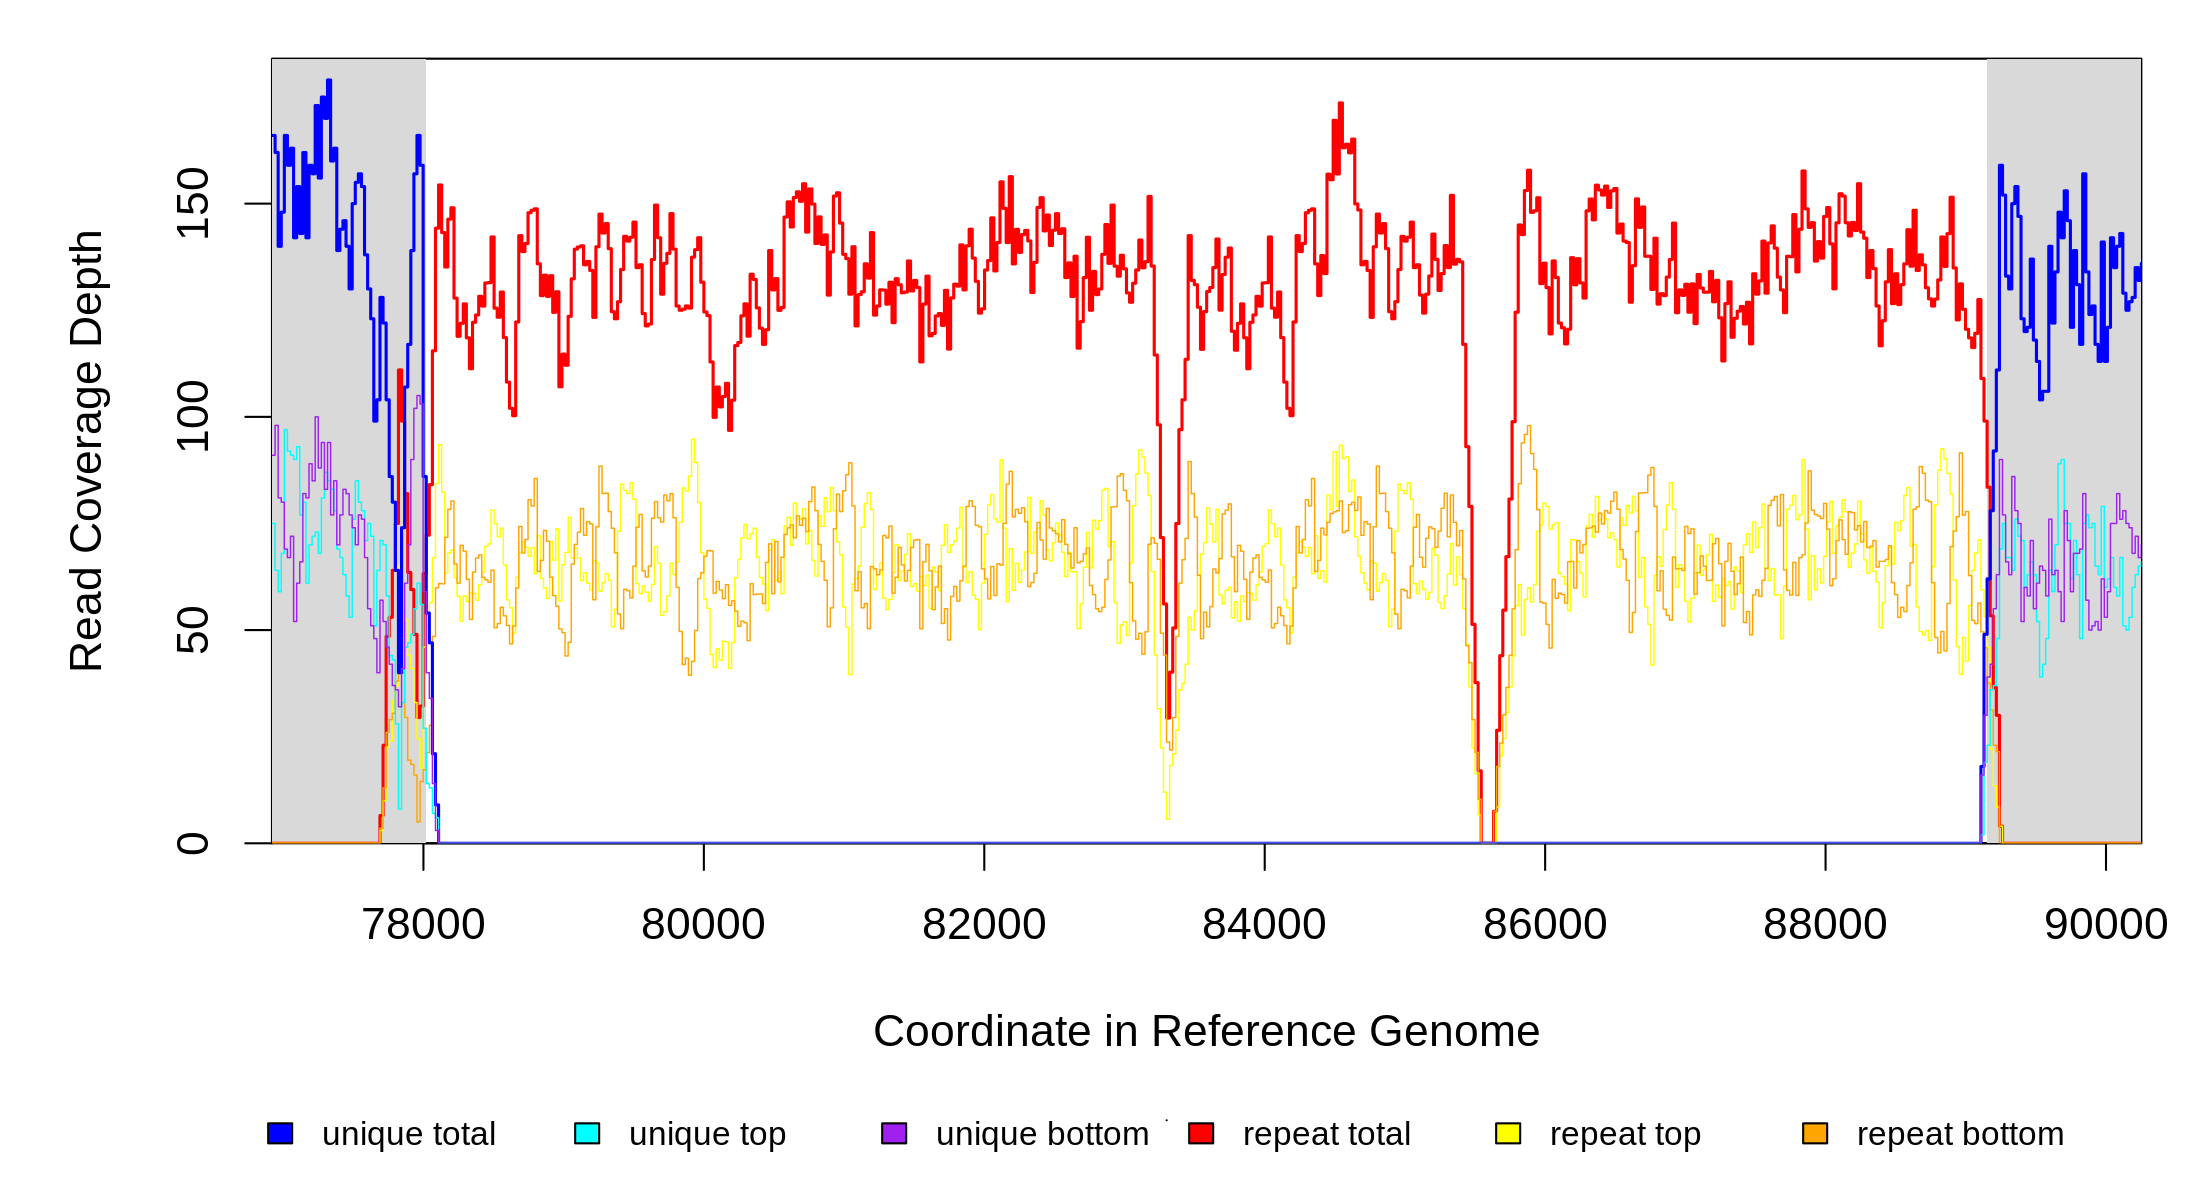 Read Coverage Depth
150
100
50
0
78000 80000 82000 84000 86000 88000 90000
Coordinate in Reference Genome
unique total unique top unique bottom repeat total repeat top repeat bottom